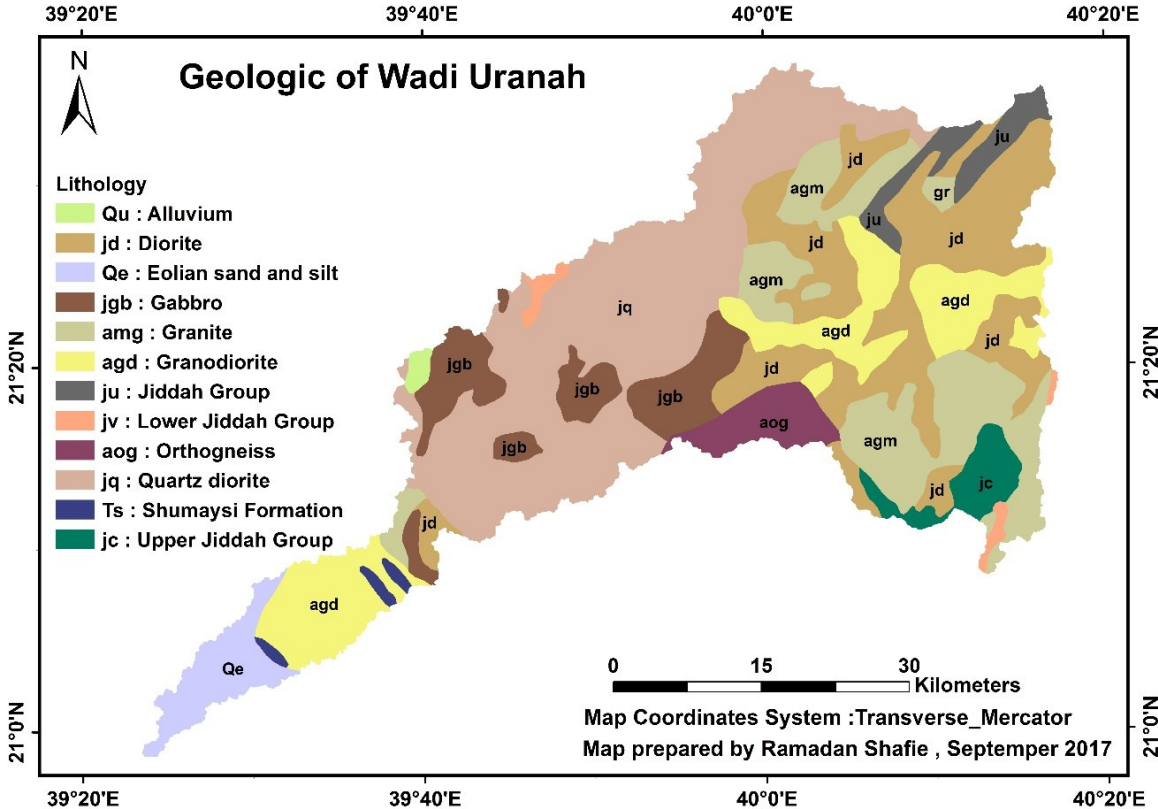 39°20'E 39°40'E 40°0'E 40°20'E
N
Geologic of Wadi Uranah
Lithology
Qu : Alluvium
jd : Diorite
Qe : Eolian sand and silt
jgb : Gabbro
amg : Granite
agd : Granodiorite
ju : Jiddah Group
jv : Lower Jiddah Group
aog : Orthogneiss
jq : Quartz diorite
Ts : Shumaysi Formation
jc : Upper Jiddah Group
ju
jd
agm
gr
ju
jd
jd
agm
agd
jq
agd
jd
jgb
jd
jgb
jgb
aog
agm
jgb
jc
jd
jd
agd
Qe
21°20'N
21°20'N
21°0'N
21°0'N
0 15 30
Kilometers
Map Coordinates System :Transverse_Mercator
Map prepared by Ramadan Shafie , Septemper 2017
39°20'E 39°40'E 40°0'E 40°20'E